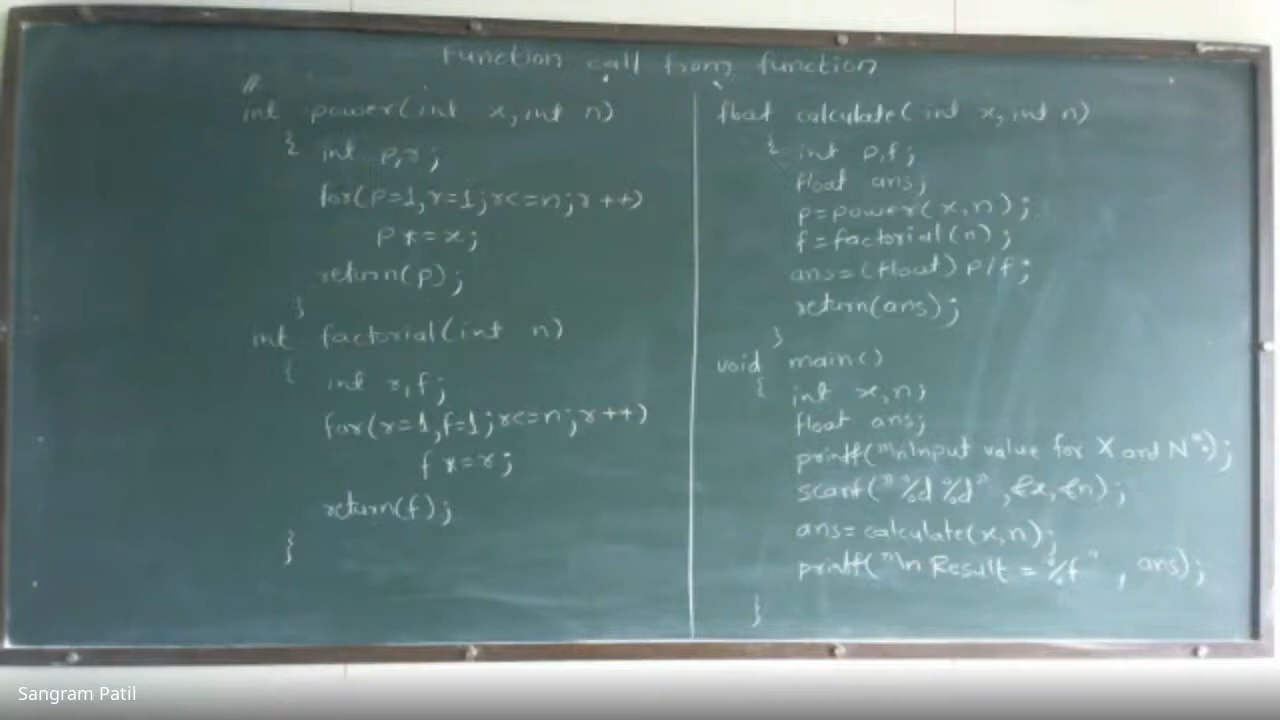 Function call from function
//
int power(int x, int n)
{ int p,r;
for(p=1,r=1;r<=n;r++)
p*=x;
return(p);
}
int factorial(int n)
{
int r,f;
for(r=1,f=1;r<=n;r++)
f*=r;
return(f);
}
float calculate( int x, int n)
{ int p,f;
float ans;
p=power(x,n);
f=factorial(n);
ans=(float) p/f;
return(ans);
}
void main()
{ int x,n;
float ans;
printf("\nInput value for X and N:");
scanf("%d %d", &x, &n);
ans=calculate(x,n);
printf("\n Result = %f", ans);
}
Sangram Patil